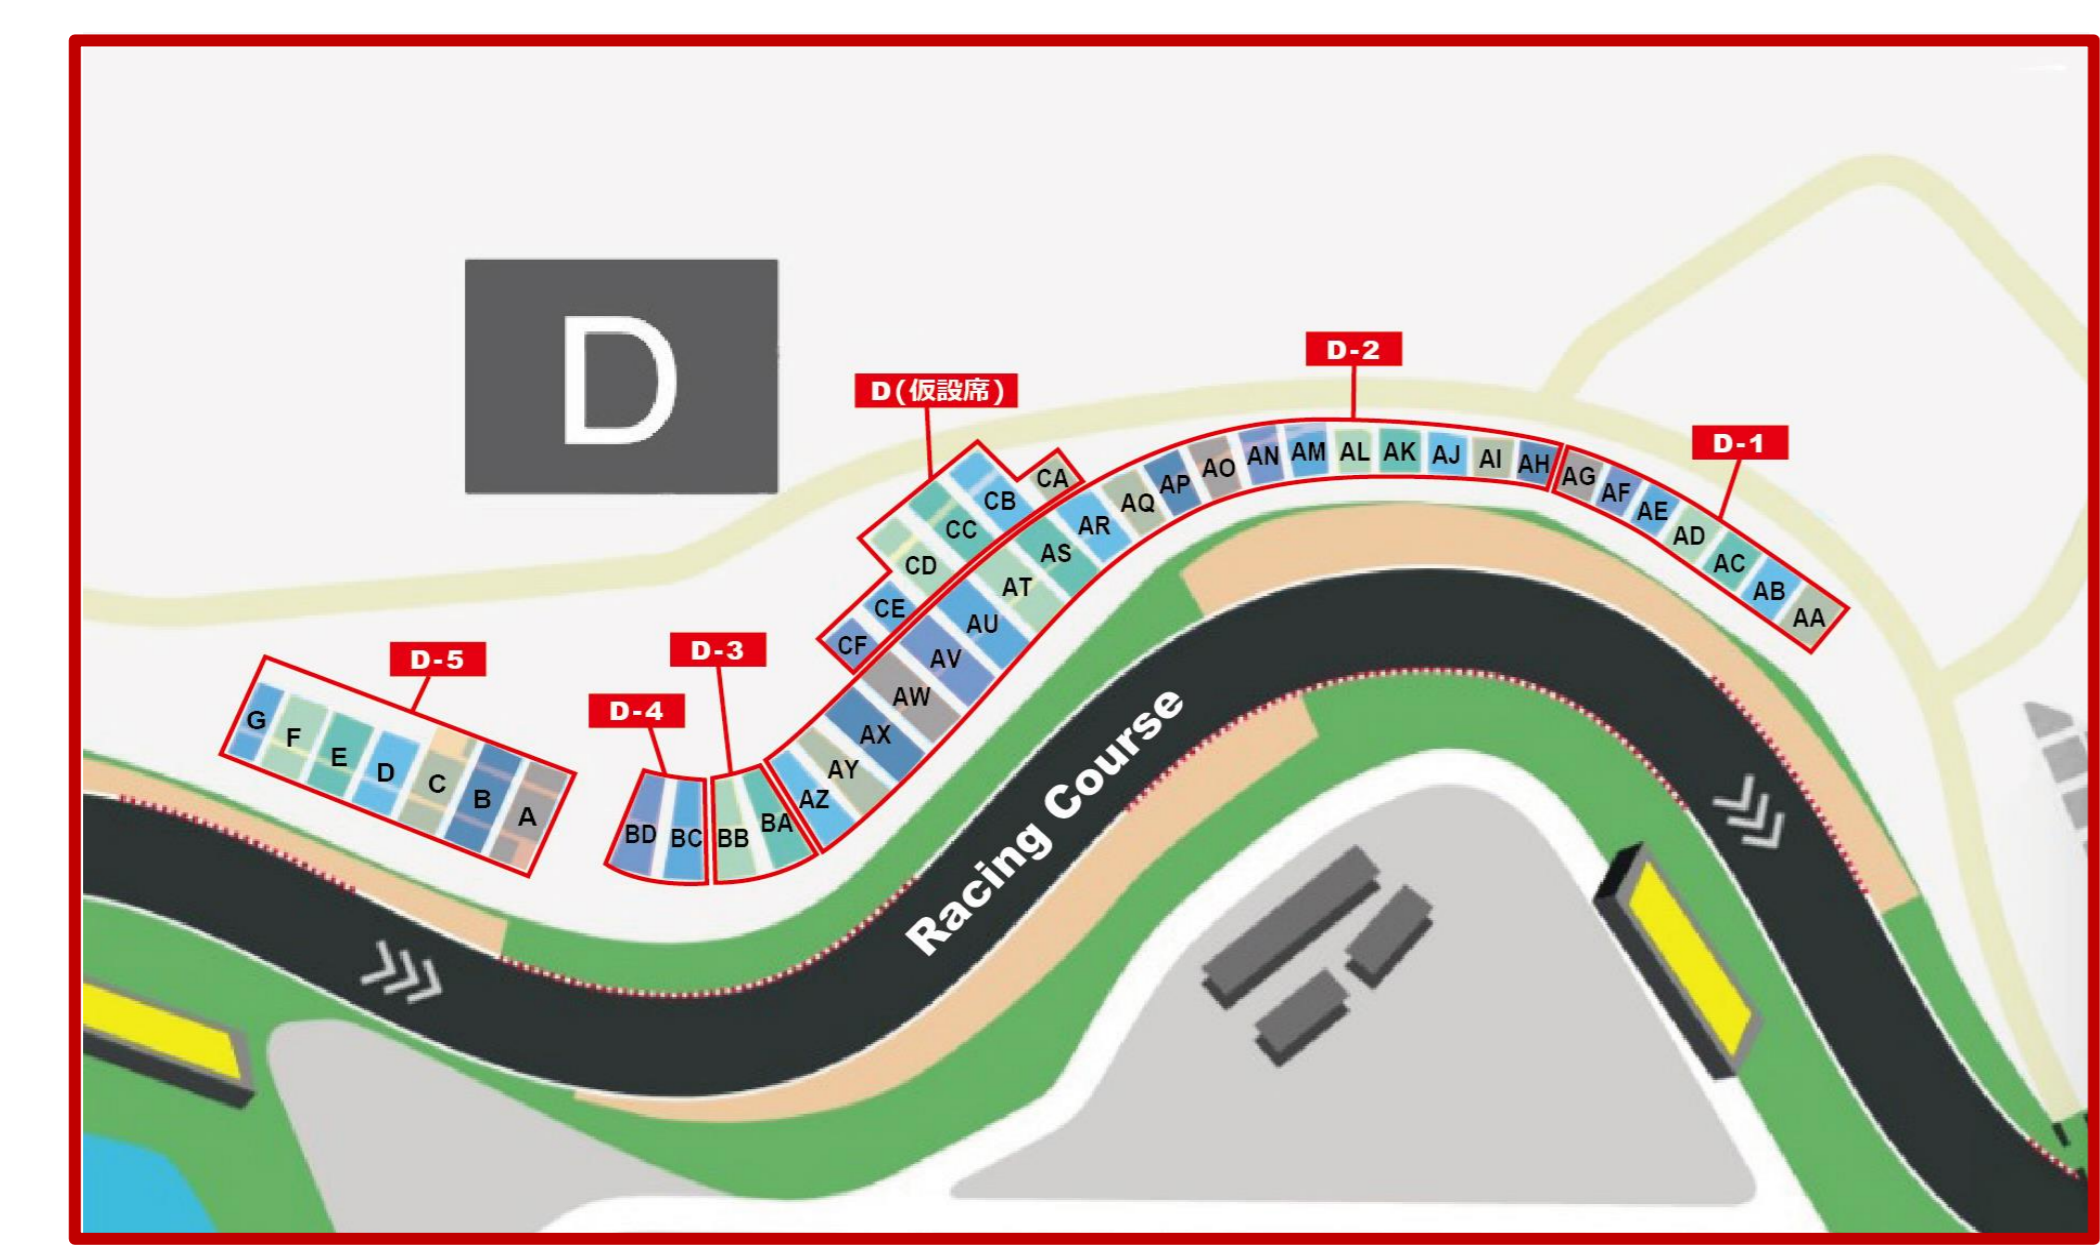 D
D-2
D(仮設席)
D-1
CA
CB
CC
CD
CE
CF
AN
AM
AL
AK
AJ
AI
AH
AO
AP
AQ
AR
AS
AT
AU
AV
AW
AX
AY
AZ
AG
AF
AE
AD
AC
AB
AA
D-5
G
F
E
D
C
B
A
D-4
BD
BC
D-3
BB
BA
Racing Course